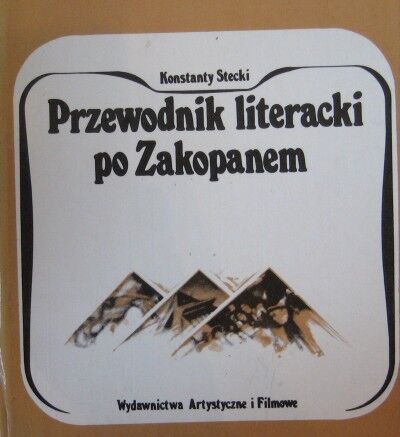 Konstanty Stecki
Przewodnik literacki
po Zakopanem
Wydawnictwa Artystyczne i Filmowe